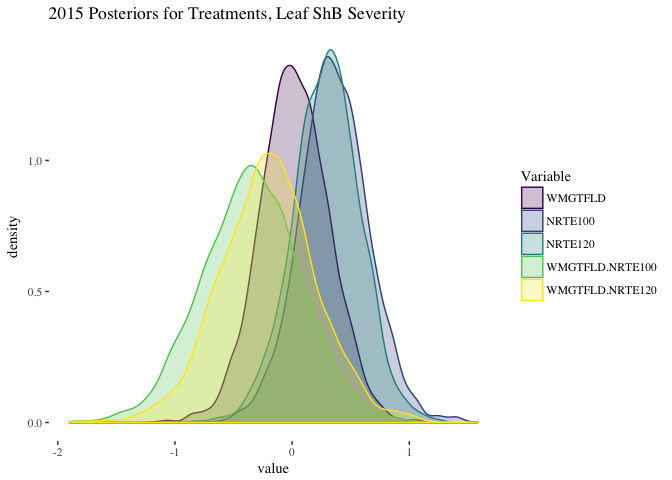 2015 Posteriors for Treatments, Leaf ShB Severity
density
1.0
0.5
0.0
-2
-1
0
1
value
Variable
WMGTFLD
NRTE100
NRTE120
WMGTFLD.NRTE100
WMGTFLD.NRTE120